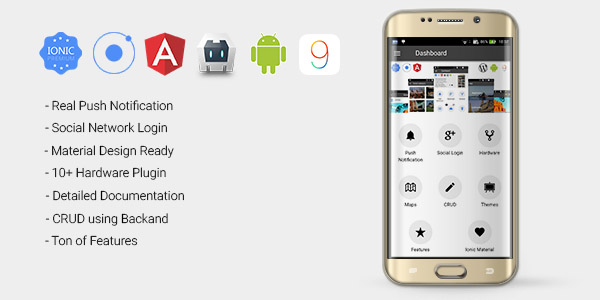 IONIC
PREMIUM
9
- Real Push Notification
- Social Network Login
- Material Design Ready
- 10+ Hardware Plugin
- Detailed Documentation
- CRUD using Backand
- Ton of Features
Dashboard
Push
Notification
Social Login
Hardware
Maps
CRUD
Themes
Features
Ionic Material